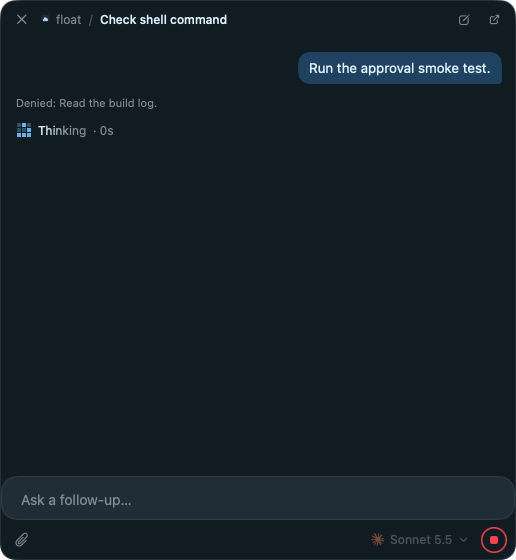 float / Check shell command
Run the approval smoke test.
Denied: Read the build log.
Thinking · 0s
Ask a follow-up...
Sonnet 5.5